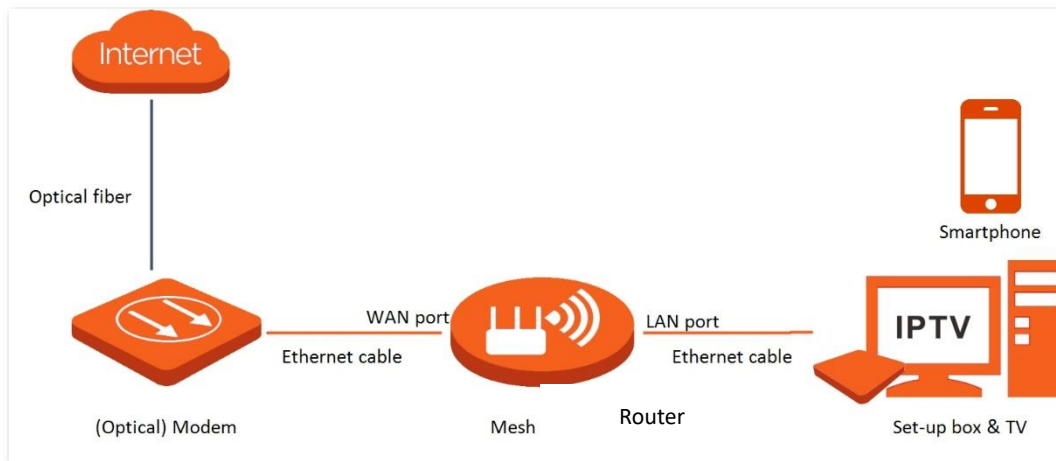 Internet
Optical fiber
Smartphone
WAN port
LAN port
IPTV
Ethernet cable
Ethernet cable
(Optical) Modem
Mesh
Router
Set-up box & TV